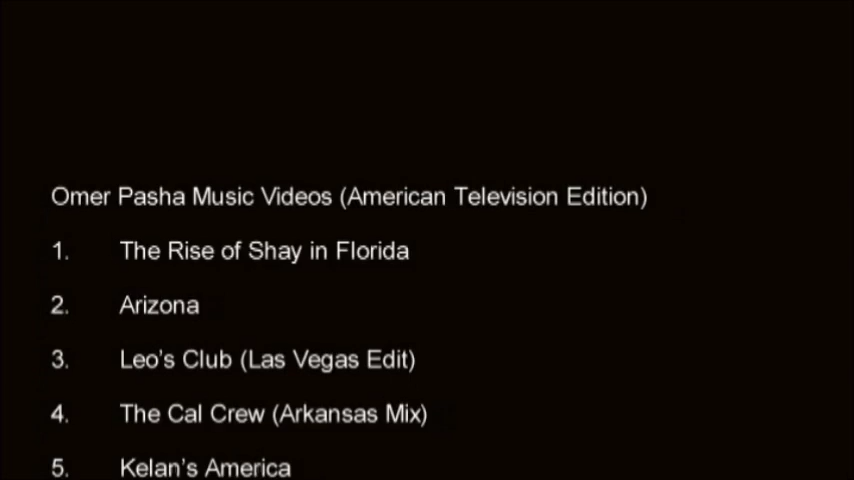 Omer Pasha Music Videos (American Television Edition)
1. The Rise of Shay in Florida
2. Arizona
3. Leo's Club (Las Vegas Edit)
4. The Cal Crew (Arkansas Mix)
5. Kelan's America